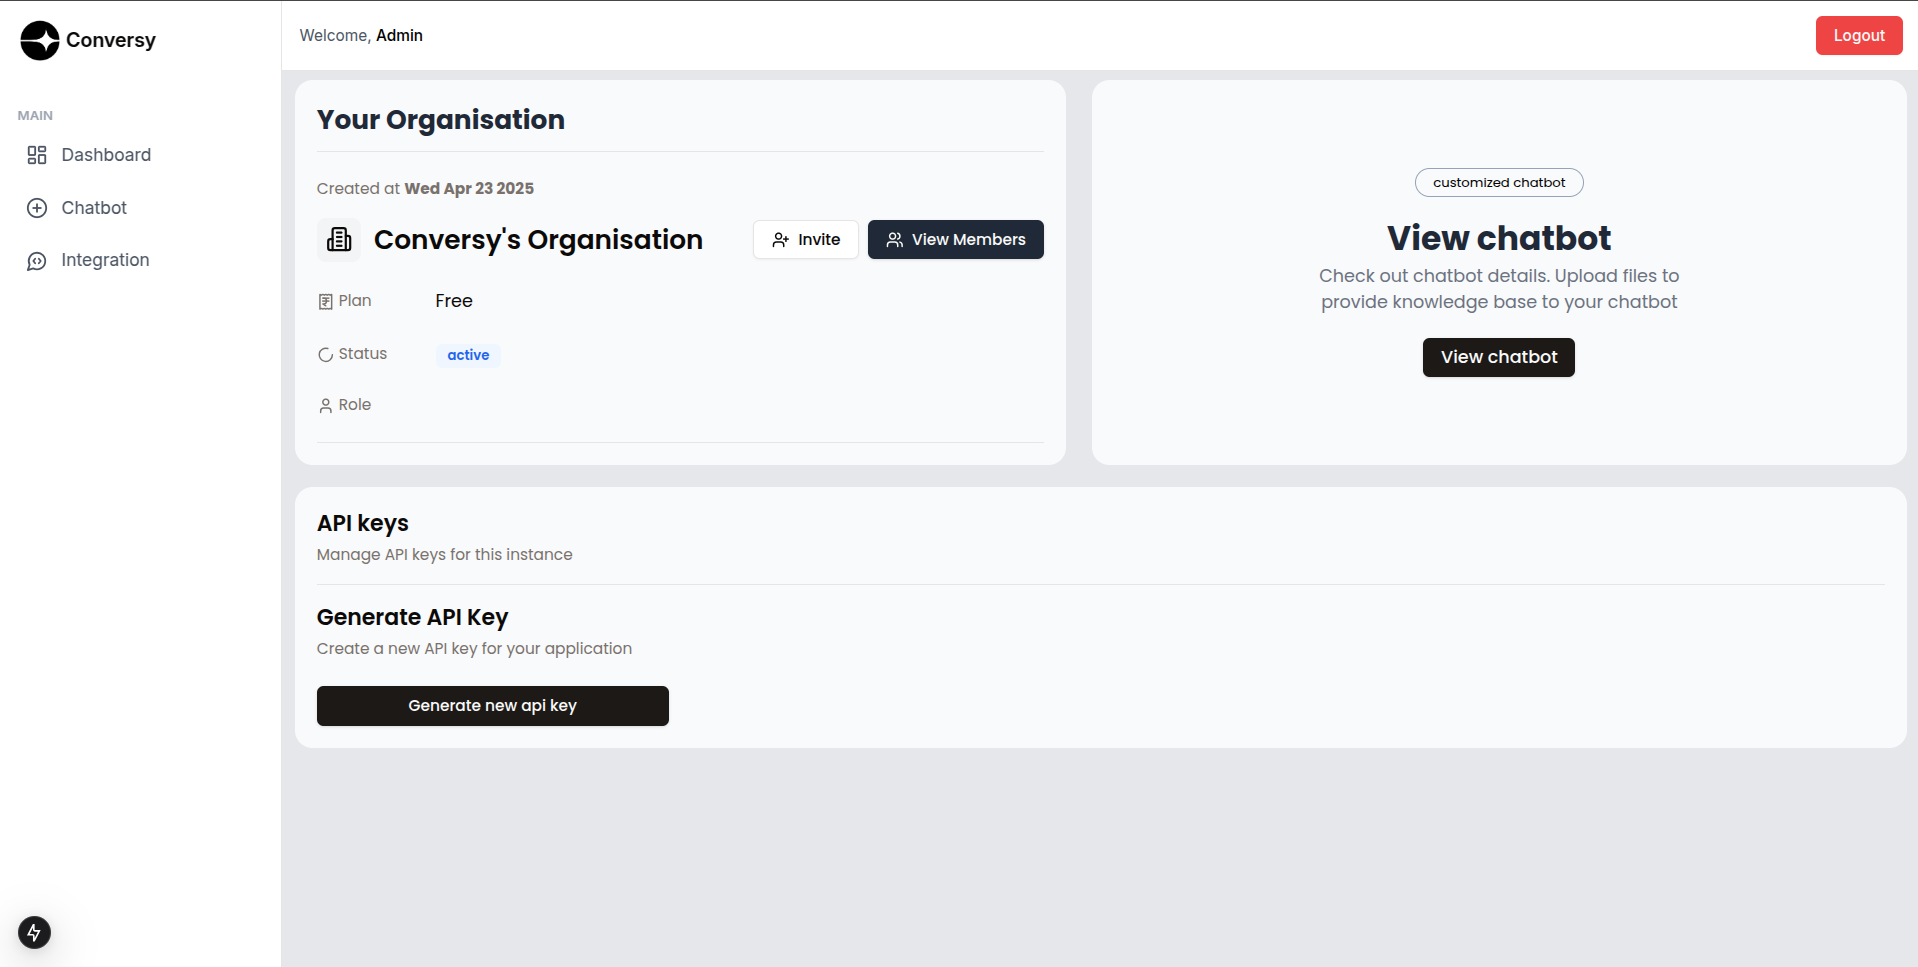 Conversy
Welcome, Admin
Logout
MAIN
Dashboard
Chatbot
Integration
Your Organisation
Created at Wed Apr 23 2025
Conversy's Organisation
Invite
View Members
Plan
Free
Status
active
Role
customized chatbot
View chatbot
Check out chatbot details. Upload files to
provide knowledge base to your chatbot
View chatbot
API keys
Manage API keys for this instance
Generate API Key
Create a new API key for your application
Generate new api key